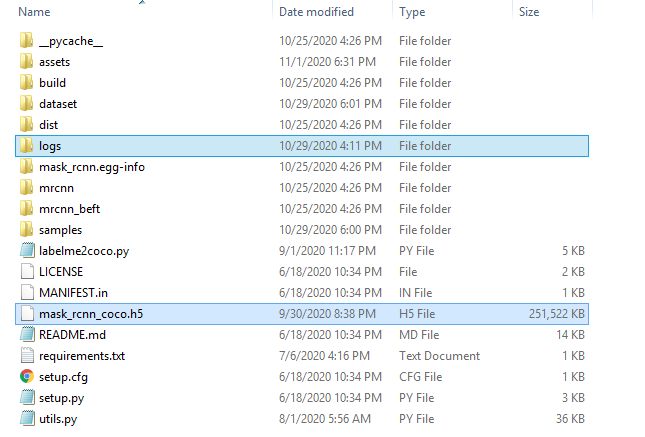 Name Date modified Type Size
__pycache__ 10/25/2020 4:26 PM File folder
assets 11/1/2020 6:31 PM File folder
build 10/25/2020 4:26 PM File folder
dataset 10/29/2020 6:01 PM File folder
dist 10/25/2020 4:26 PM File folder
logs 10/29/2020 4:11 PM File folder
mask_rcnn.egg-info 10/25/2020 4:26 PM File folder
mrcnn 10/25/2020 4:26 PM File folder
mrcnn_beft 10/25/2020 4:26 PM File folder
samples 10/29/2020 6:00 PM File folder
labelme2coco.py 9/1/2020 11:17 PM PY File 5 KB
LICENSE 6/18/2020 10:34 PM File 2 KB
MANIFEST.in 6/18/2020 10:34 PM IN File 1 KB
mask_rcnn_coco.h5 9/30/2020 8:38 PM H5 File 251,522 KB
README.md 6/18/2020 10:34 PM MD File 14 KB
requirements.txt 7/6/2020 4:16 PM Text Document 1 KB
setup.cfg 6/18/2020 10:34 PM CFG File 1 KB
setup.py 6/18/2020 10:34 PM PY File 3 KB
utils.py 8/1/2020 5:56 AM PY File 36 KB